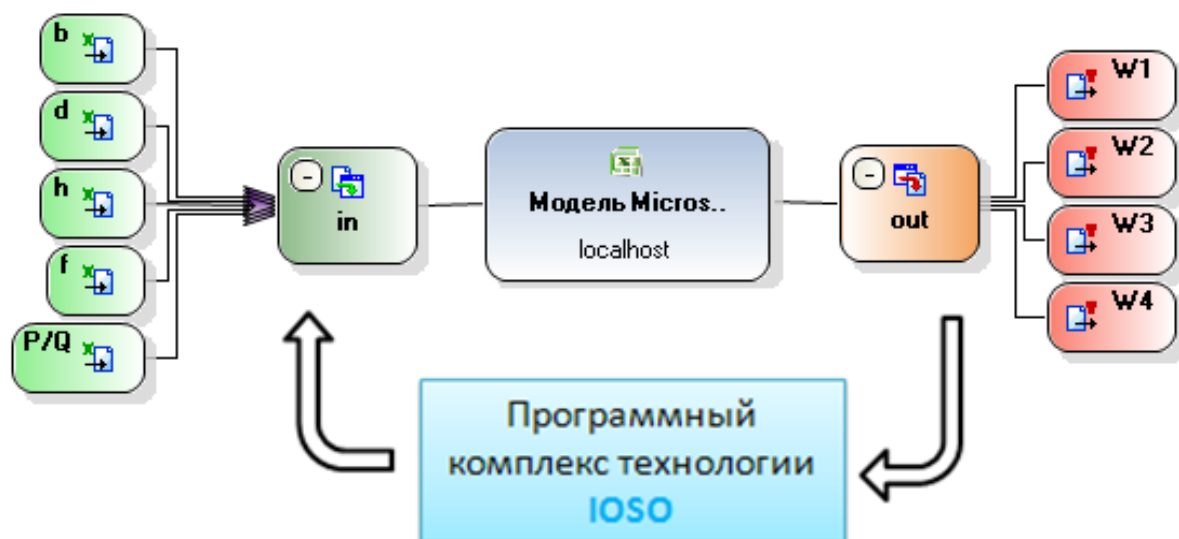 b
d
h
f
P/Q
in
Модель Micros..
localhost
out
W1
W2
W3
W4
Программный
комплекс технологии
IOSO